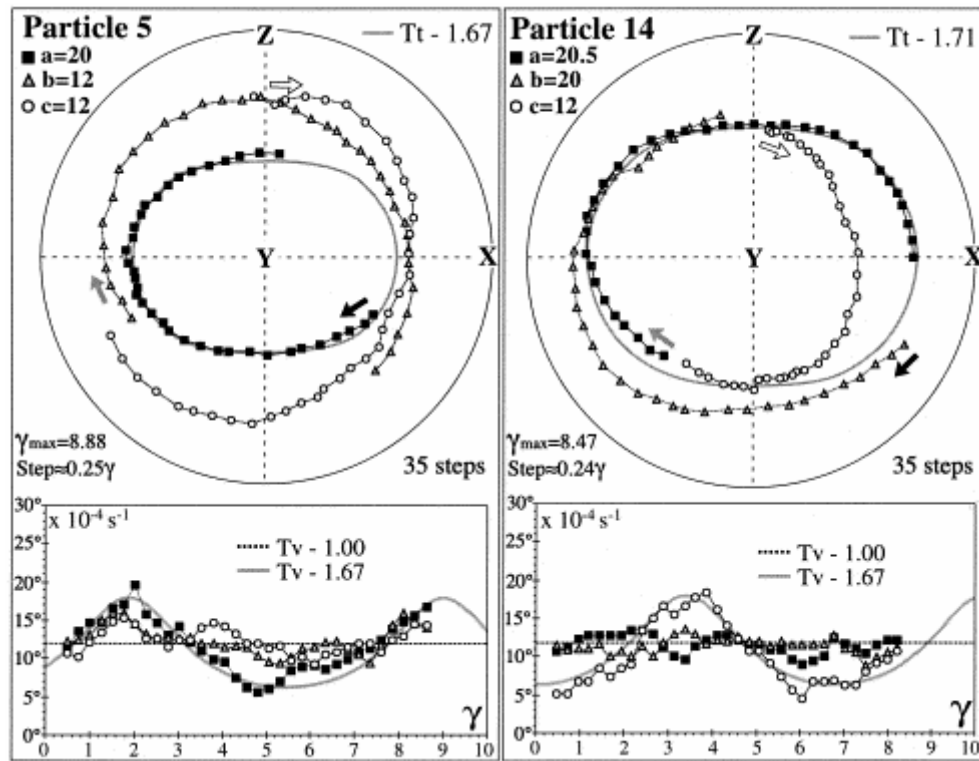 Particle 5
a=20
b=12
c=12
Z
Tt - 1.67
X
Y
γmax=8.88
Step≈0.25γ
35 steps
30°
25°
20°
15°
10°
5°
0°
x 10⁻⁴ s⁻¹
Tv - 1.00
Tv - 1.67
γ
0 1 2 3 4 5 6 7 8 9 10
Particle 14
a=20.5
b=20
c=12
Z
Tt - 1.71
X
Y
γmax=8.47
Step≈0.24γ
35 steps
30°
25°
20°
15°
10°
5°
0°
x 10⁻⁴ s⁻¹
Tv - 1.00
Tv - 1.67
γ
0 1 2 3 4 5 6 7 8 9 10